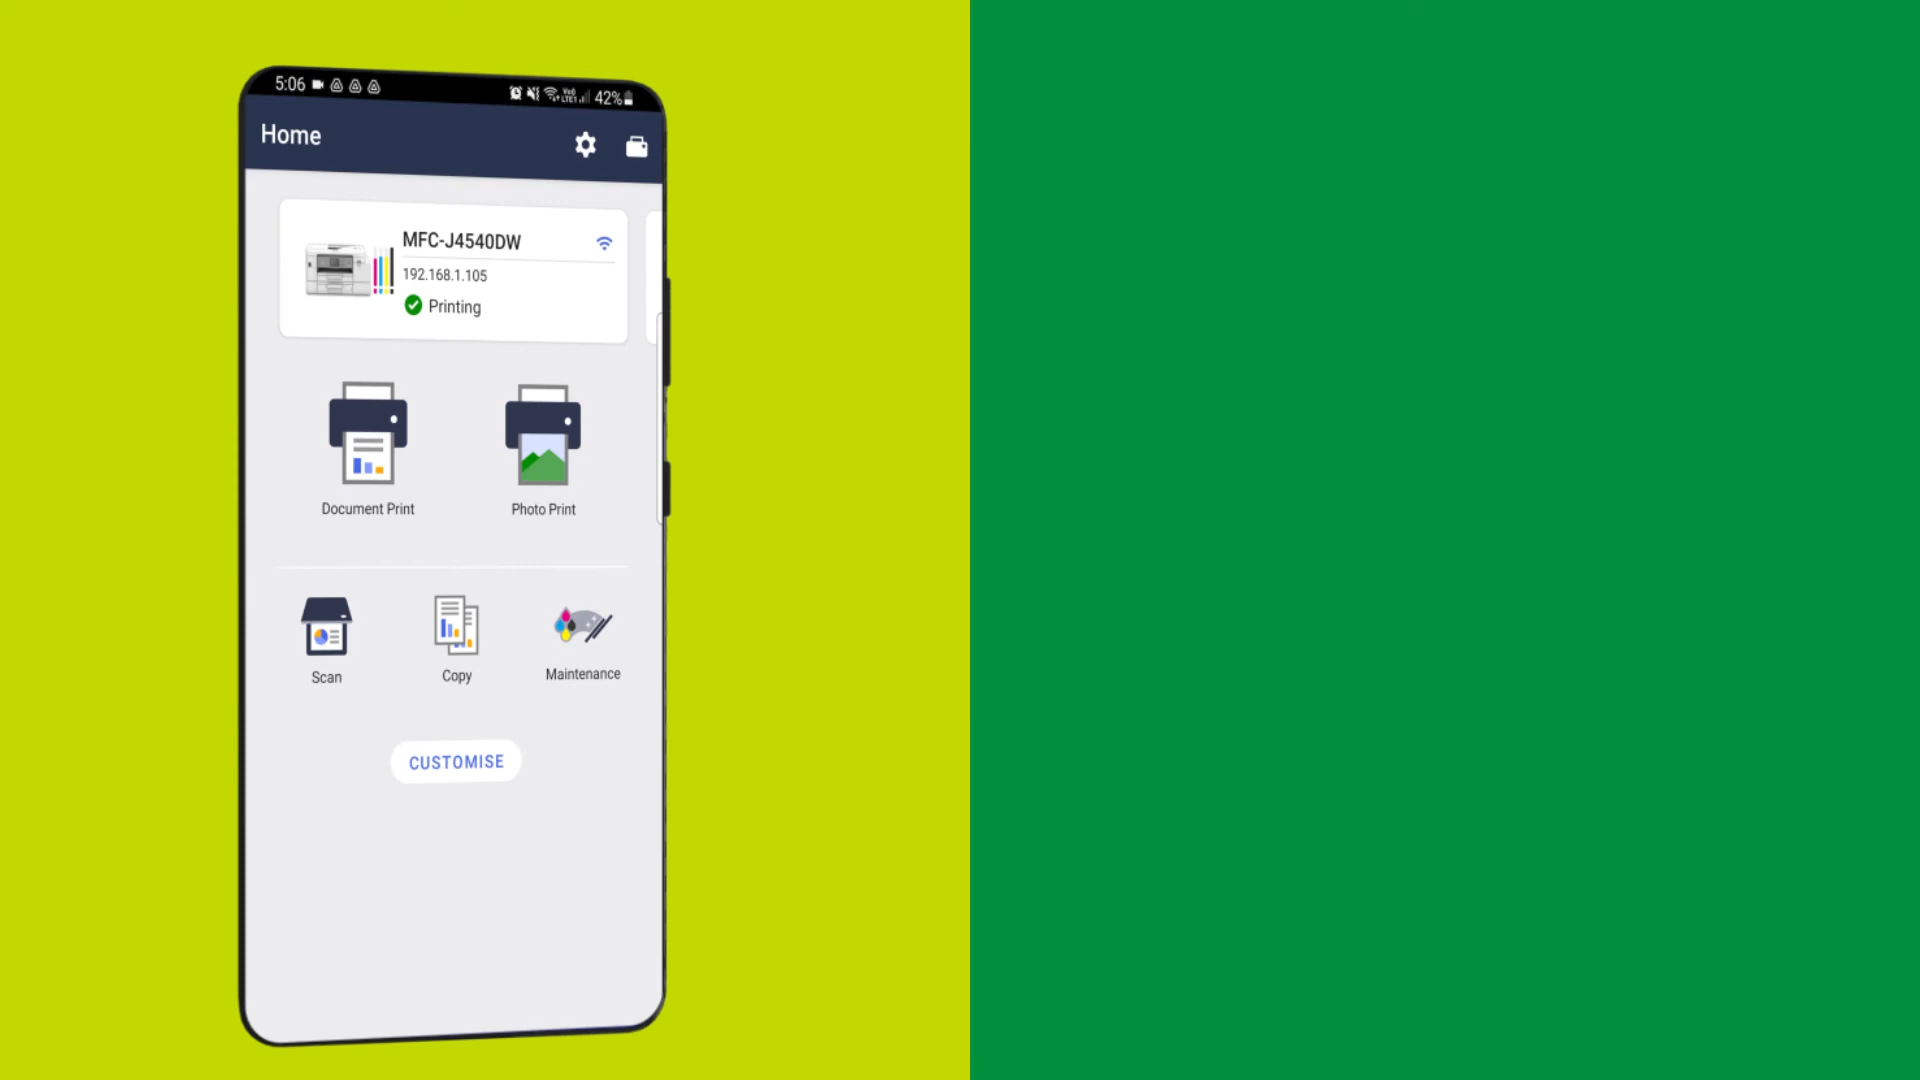 5:06 42%
Home
MFC-J4540DW
192.168.1.105
Printing
Document Print Photo Print
Scan Copy Maintenance
CUSTOMISE